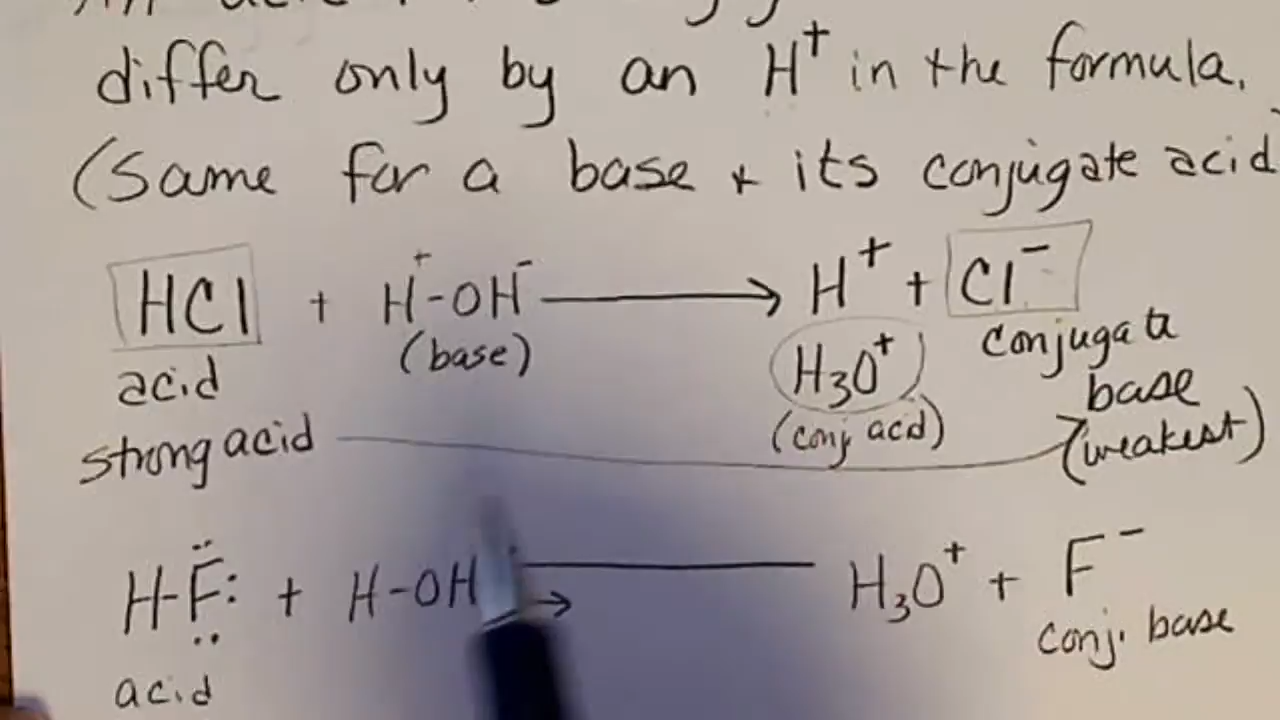 differ only by an H⁺ in the formula.
(Same for a base + its conjugate acid
HCl + H⁺-OH⁻ ⟶ H⁺ + Cl⁻
acid (base) H₃O⁺ conjugate
base
strong acid (conj acid) (weakest)
H-F: + H-OH → H₃O⁺ + F⁻
acid conj. base